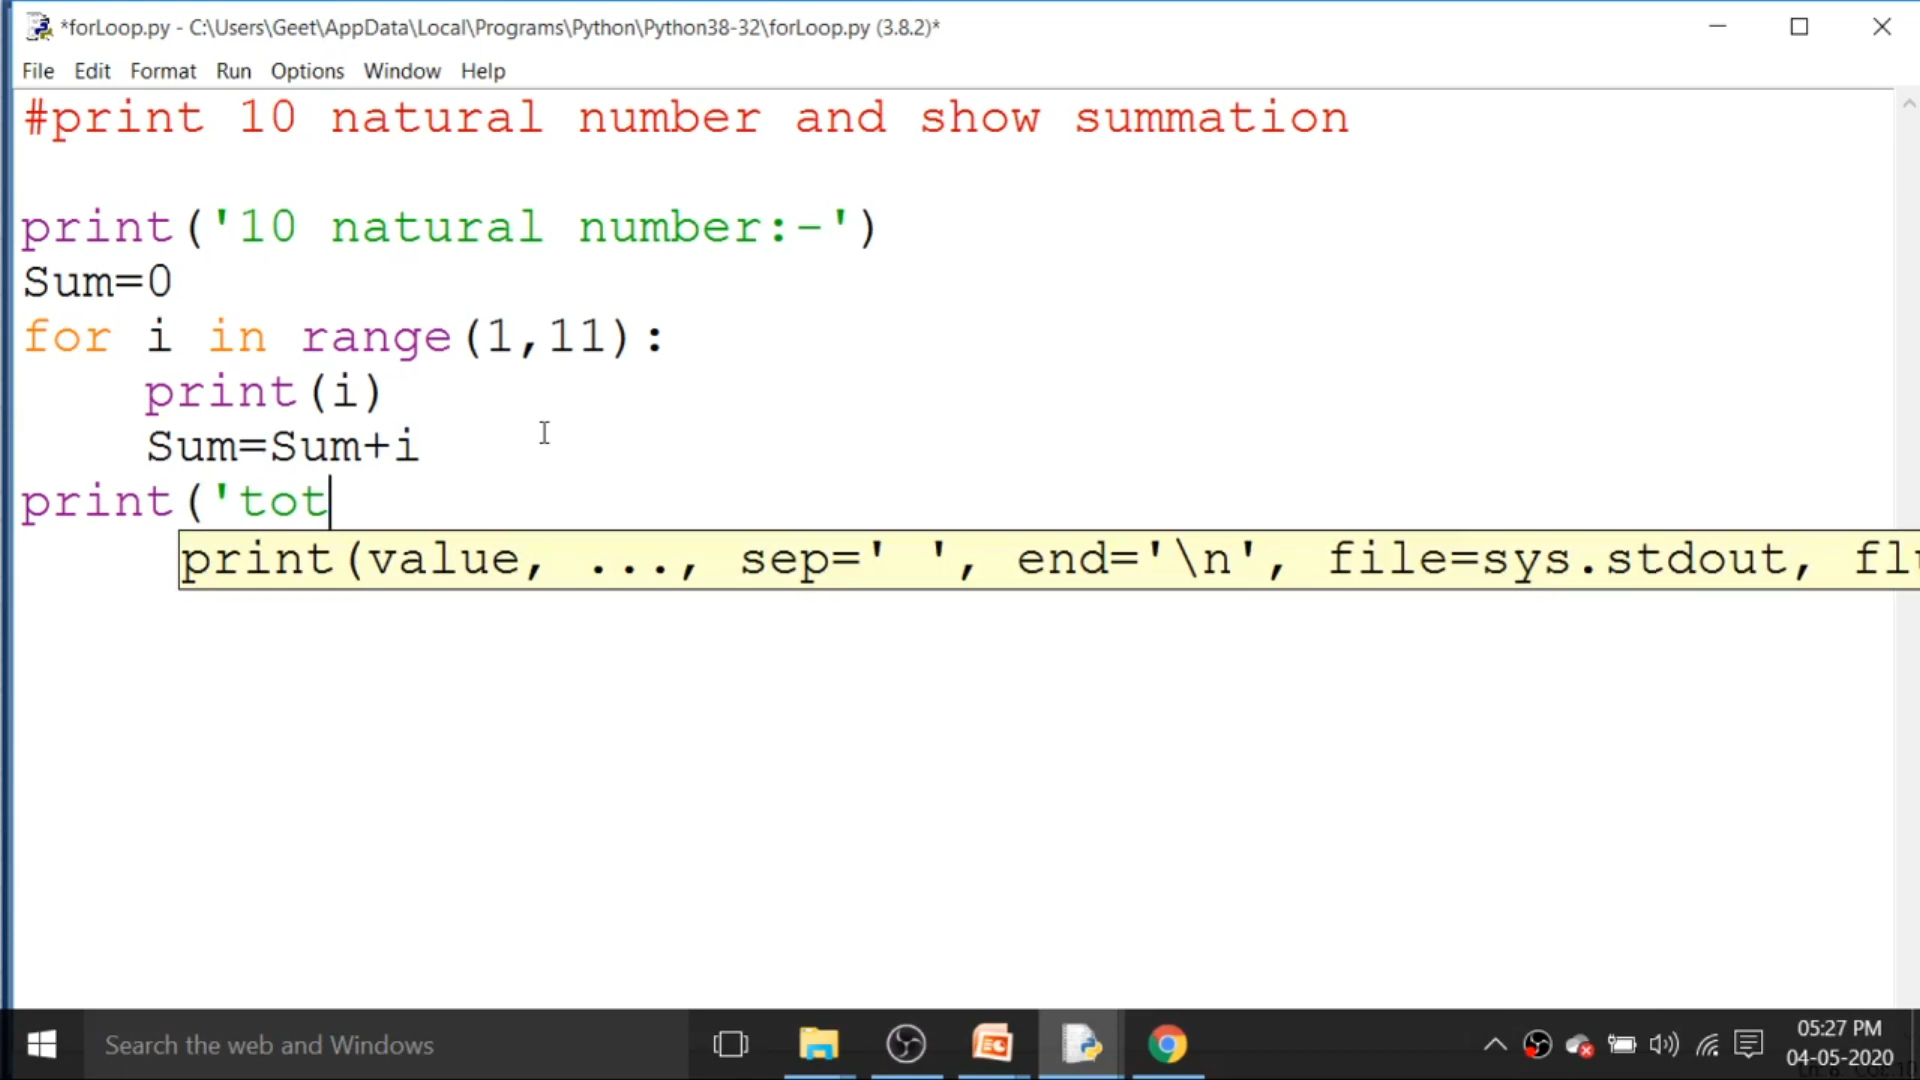 *forLoop.py - C:\Users\Geet\AppData\Local\Programs\Python\Python38-32\forLoop.py (3.8.2)*
File Edit Format Run Options Window Help
#print 10 natural number and show summation
print('10 natural number:-')
Sum=0
for i in range(1,11):
    print(i)
    Sum=Sum+i
print('tot
print(value, ..., sep=' ', end='\n', file=sys.stdout,
Search the web and Windows
05:27 PM
04-05-2020